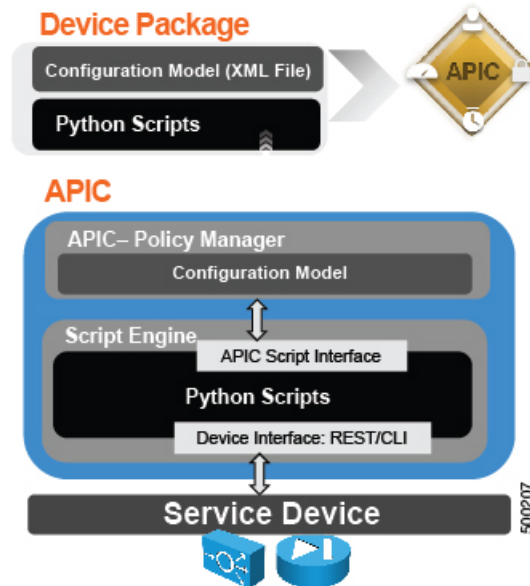 Device Package
Configuration Model (XML File)
Python Scripts
APIC
APIC
APIC– Policy Manager
Configuration Model
Script Engine
APIC Script Interface
Python Scripts
Device Interface: REST/CLI
Service Device
500207